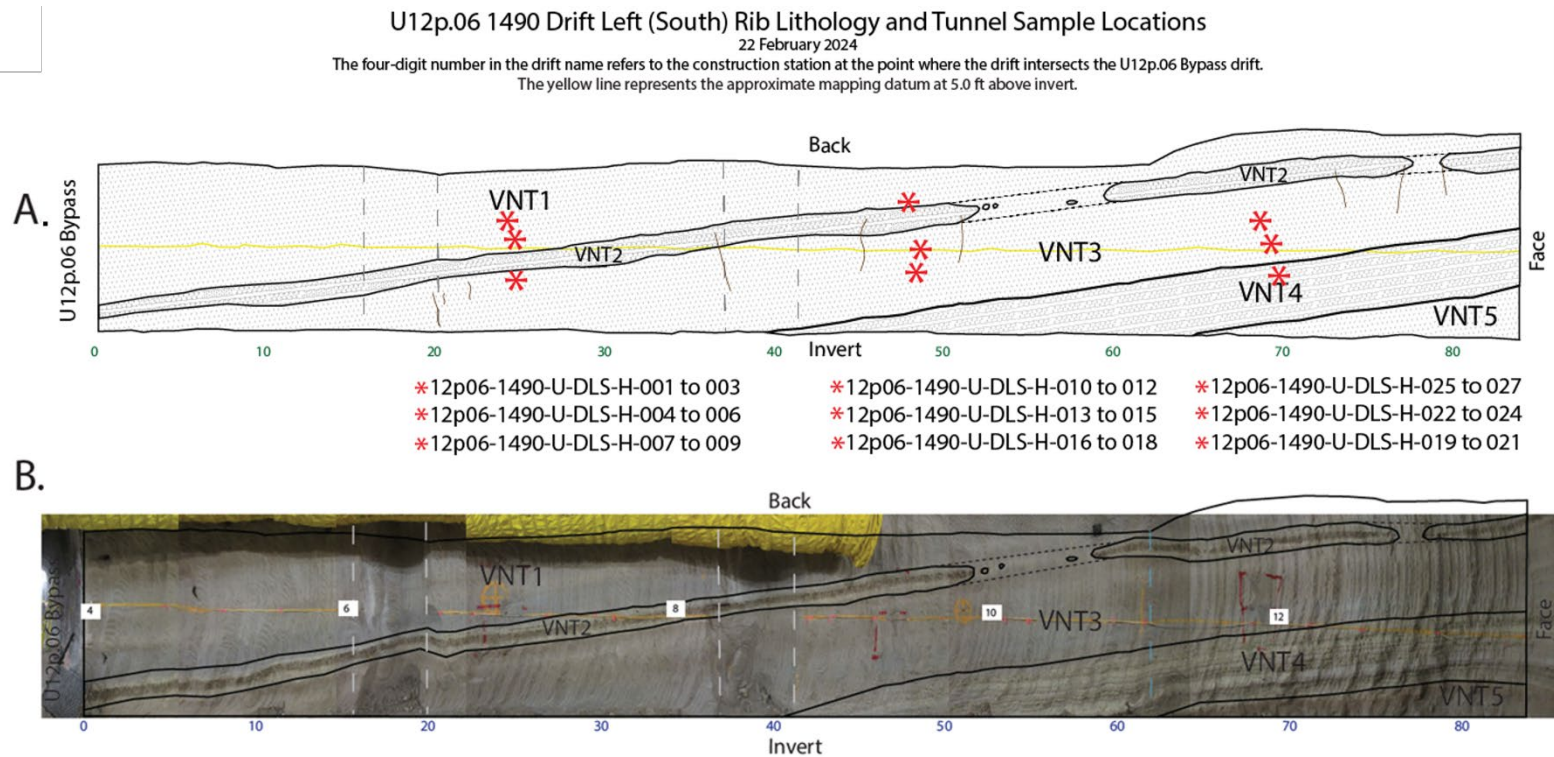 U12p.06 1490 Drift Left (South) Rib Lithology and Tunnel Sample Locations
22 February 2024
The four-digit number in the drift name refers to the construction station at the point where the drift intersects the U12p.06 Bypass drift.
The yellow line represents the approximate mapping datum at 5.0 ft above invert.
A.
Back
U12p.06 Bypass
VNT1
VNT2
VNT2
VNT3
VNT4
VNT5
Face
0 10 20 30 40 50 60 70 80
Invert
*12p06-1490-U-DLS-H-001 to 003 *12p06-1490-U-DLS-H-010 to 012 *12p06-1490-U-DLS-H-025 to 027
*12p06-1490-U-DLS-H-004 to 006 *12p06-1490-U-DLS-H-013 to 015 *12p06-1490-U-DLS-H-022 to 024
*12p06-1490-U-DLS-H-007 to 009 *12p06-1490-U-DLS-H-016 to 018 *12p06-1490-U-DLS-H-019 to 021
B.
Back
U12p.06 Bypass
VNT1
VNT2
VNT2
4 6 8 10 12
VNT3
VNT4
VNT5
Face
0 10 20 30 40 50 60 70 80
Invert